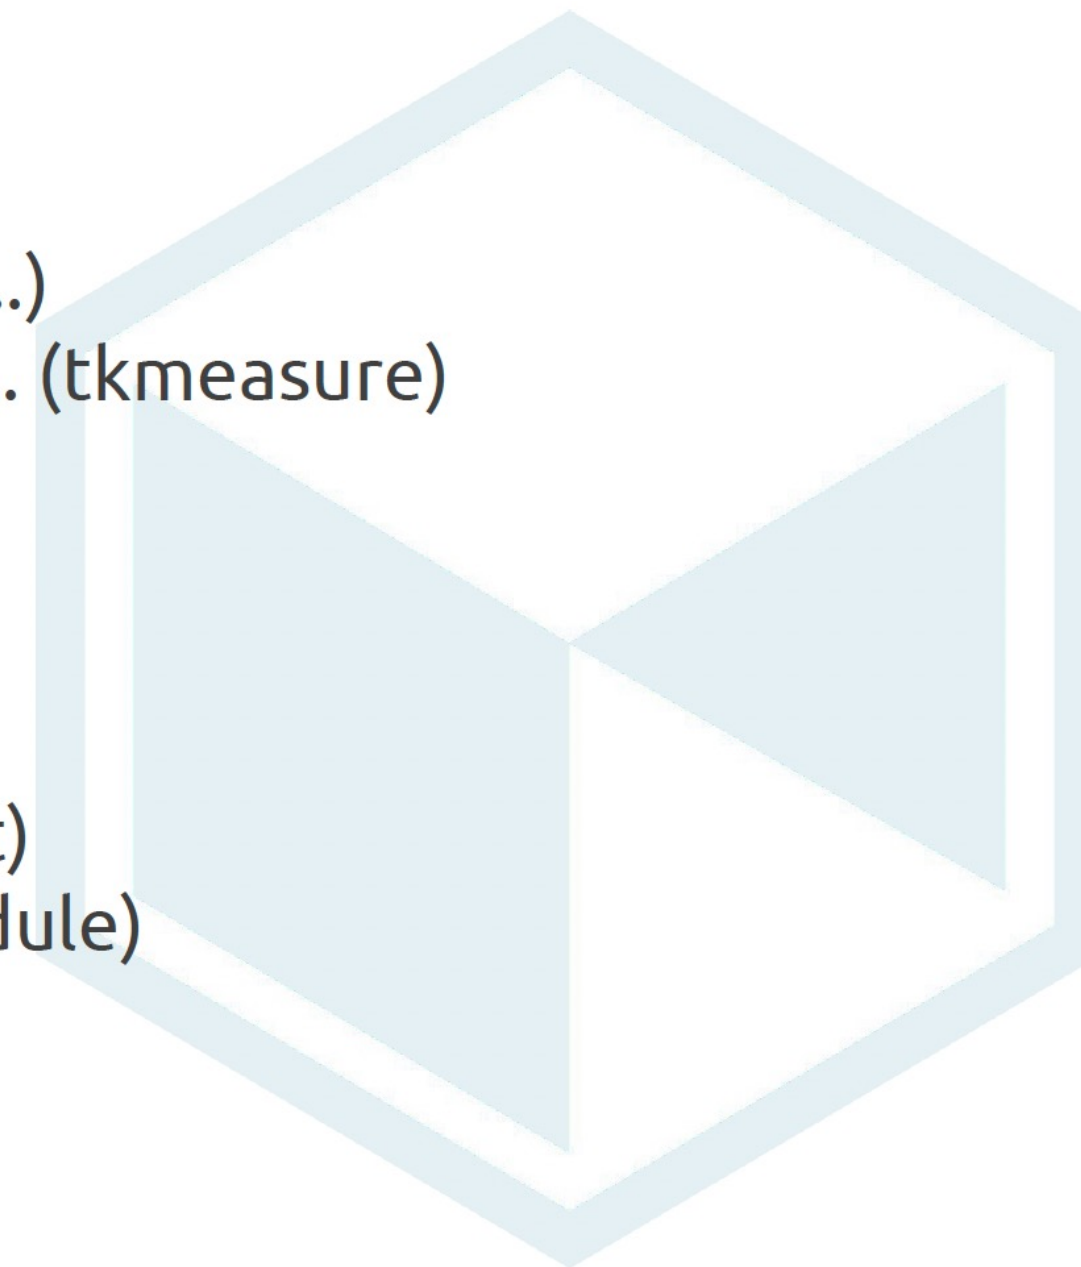 ..)
. (tkmeasure)
t)
dule)